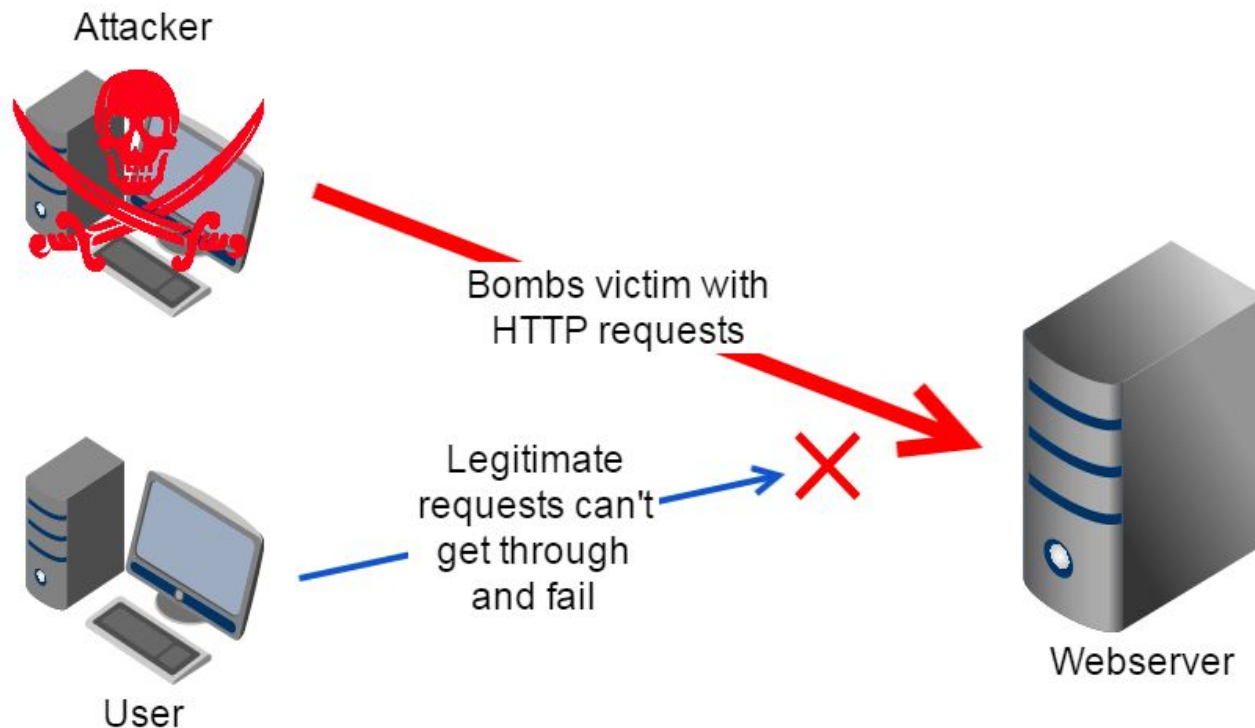 Attacker
Bombs victim with
HTTP requests
Legitimate
requests can't
get through
and fail
Webserver
User